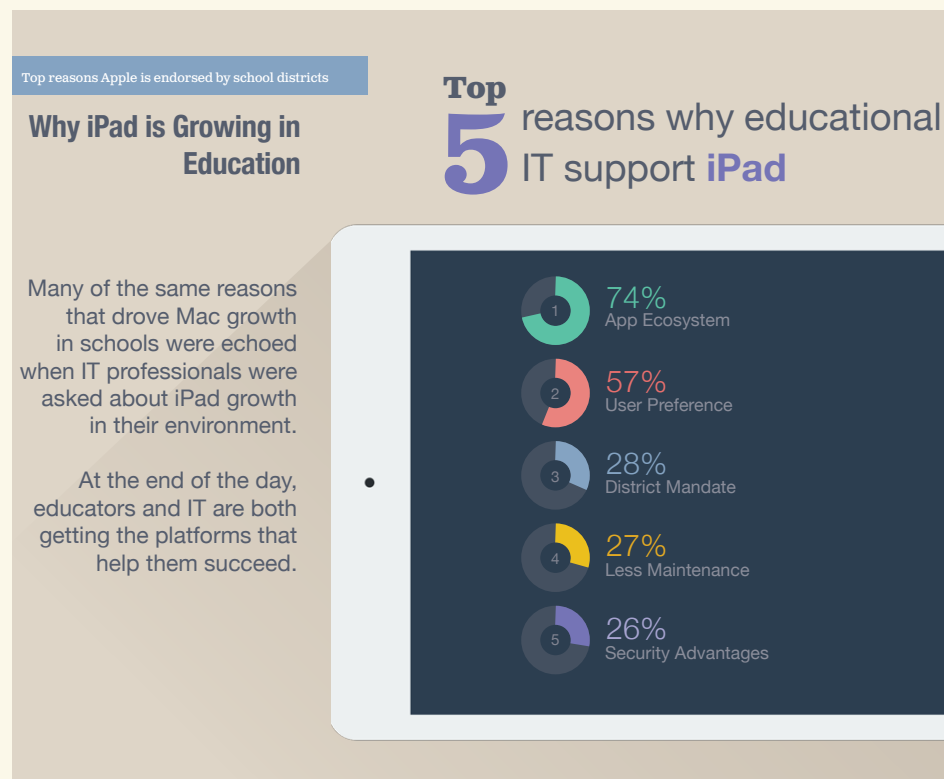 Top reasons Apple is endorsed by school districts
Why iPad is Growing in
Education
Many of the same reasons
that drove Mac growth
in schools were echoed
when IT professionals were
asked about iPad growth
in their environment.
At the end of the day,
educators and IT are both
getting the platforms that
help them succeed.
Top
5
reasons why educational
IT support iPad
1
74%
App Ecosystem
2
57%
User Preference
3
28%
District Mandate
4
27%
Less Maintenance
5
26%
Security Advantages